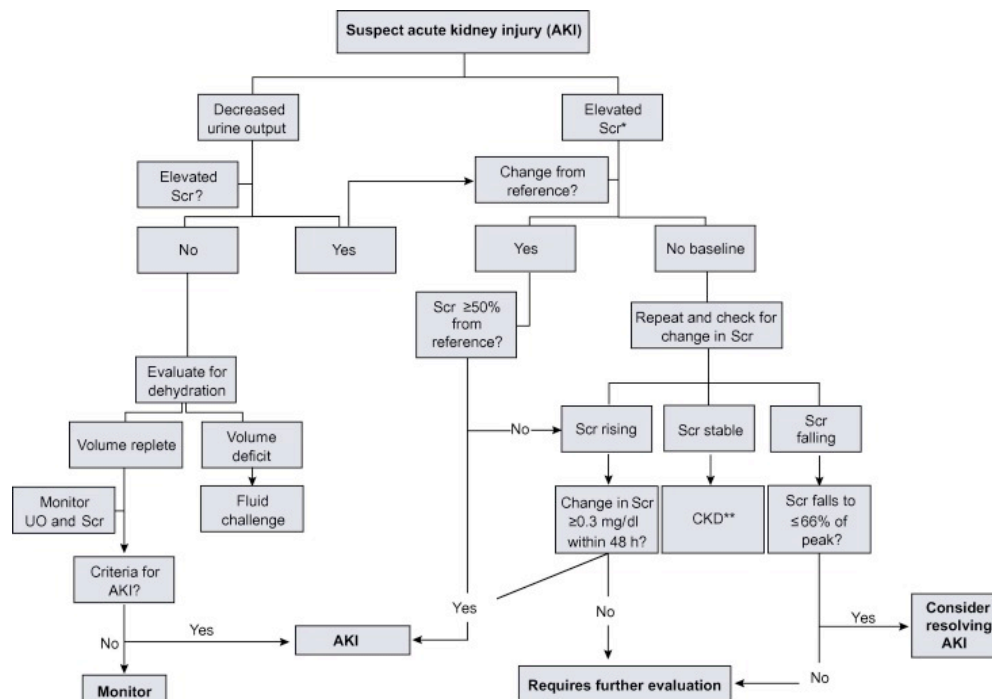 Suspect acute kidney injury (AKI)
Decreased
urine output
Elevated
Scr*
Elevated
Scr?
Change from
reference?
No
Yes
Yes
No baseline
Scr ≥50%
from
reference?
Repeat and check for
change in Scr
Evaluate for
dehydration
Volume replete
Volume
deficit
No
Scr rising
Scr stable
Scr
falling
Monitor
UO and Scr
Fluid
challenge
Change in Scr
≥0.3 mg/dl
within 48 h?
CKD**
Scr falls to
≤66% of
peak?
Criteria for
AKI?
Yes
No
Yes
Consider
resolving
AKI
No
Yes
AKI
Monitor
Requires further evaluation
No